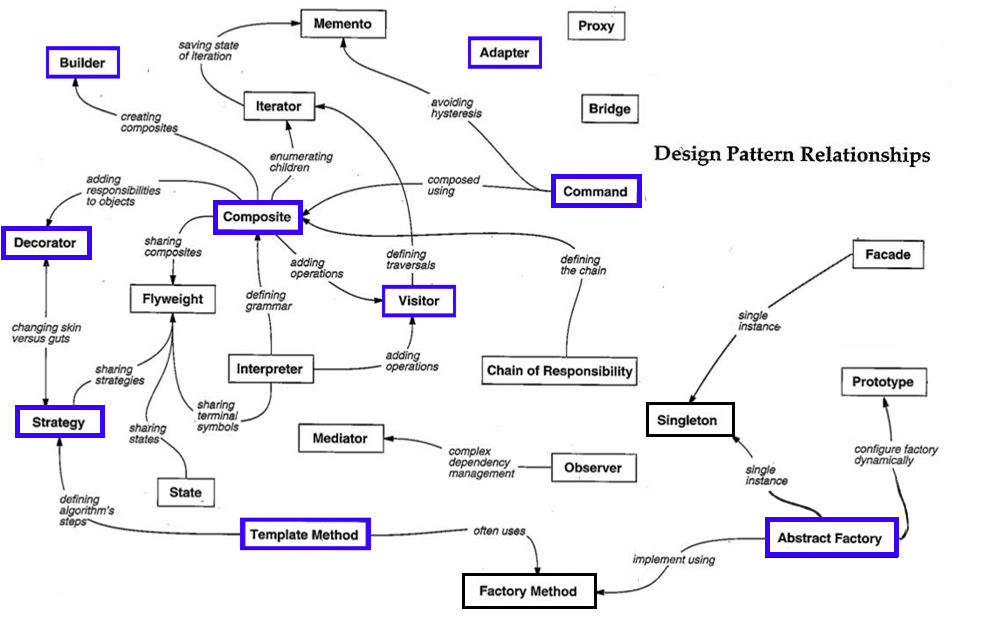 Memento
Proxy
saving state
of iteration
Adapter
Builder
Iterator
avoiding
hysteresis
Bridge
creating
composites
Design Pattern Relationships
enumerating
children
adding
responsibilities
to objects
composed
using
Command
Composite
Decorator
sharing
composites
adding
operations
defining
traversals
defining
the chain
Facade
Flyweight
defining
grammar
Visitor
changing skin
versus guts
single
instance
sharing
strategies
Interpreter
adding
operations
Chain of Responsibility
Prototype
Strategy
sharing
terminal
symbols
Singleton
sharing
states
Mediator
complex
dependency
management
Observer
configure factory
dynamically
single
instance
State
defining
algorithm's
steps
Template Method
often uses
Abstract Factory
implement using
Factory Method